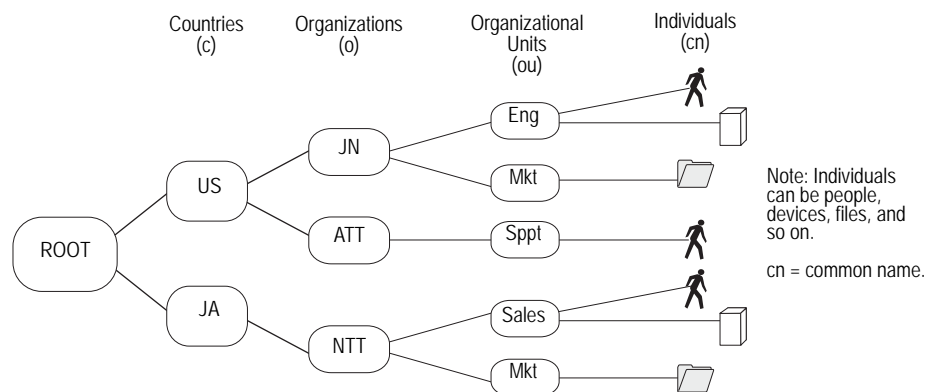 Countries
(c)
Organizations
(o)
Organizational
Units
(ou)
Individuals
(cn)
ROOT
US
JA
JN
ATT
NTT
Eng
Mkt
Sppt
Sales
Mkt
Note: Individuals
can be people,
devices, files, and
so on.
cn = common name.